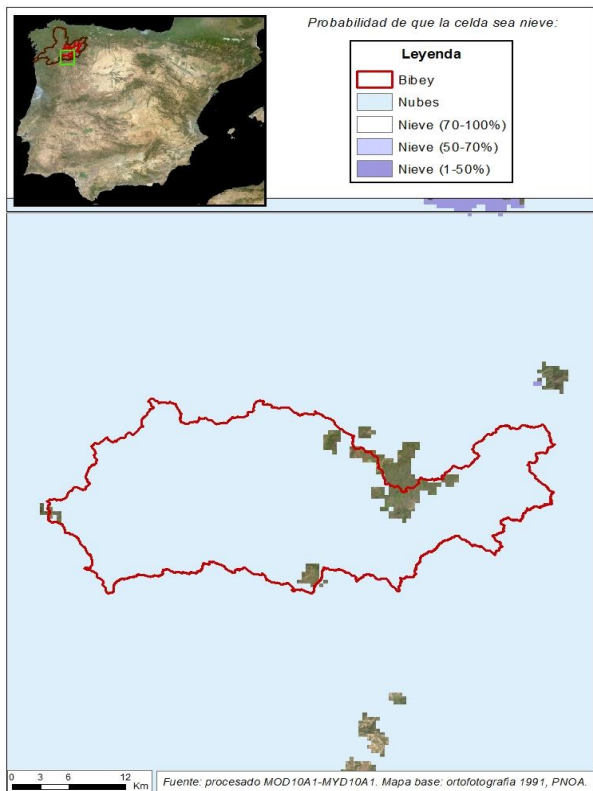 Probabilidad de que la celda sea nieve:
Leyenda
Bibey
Nubes
Nieve (70-100%)
Nieve (50-70%)
Nieve (1-50%)
0 3 6 12
Km
Fuente: procesado MOD10A1-MYD10A1. Mapa base: ortofotografía 1991, PNOA.